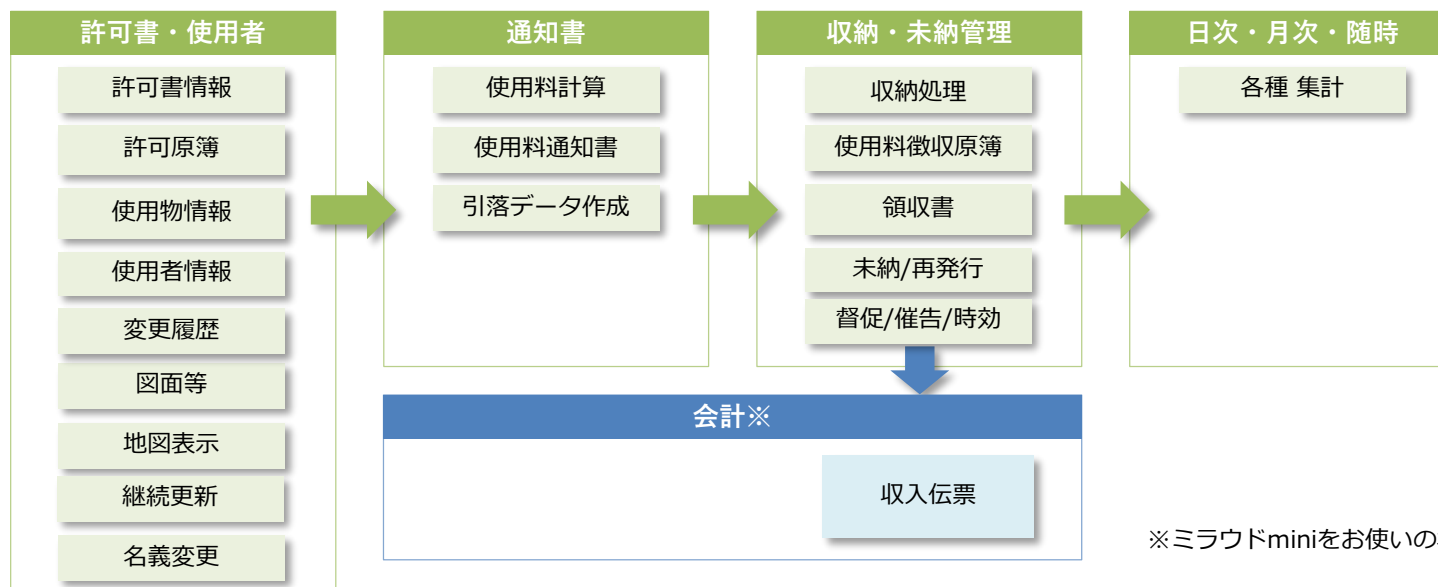 許可書・使用者
許可書情報
許可原簿
使用物情報
使用者情報
変更履歴
図面等
地図表示
継続更新
名義変更
通知書
使用料計算
使用料通知書
引落データ作成
収納・未納管理
収納処理
使用料徴収原簿
領収書
未納/再発行
督促/催告/時効
日次・月次・随時
各種 集計
会計※
収入伝票
※ミラウドminiをお使いの